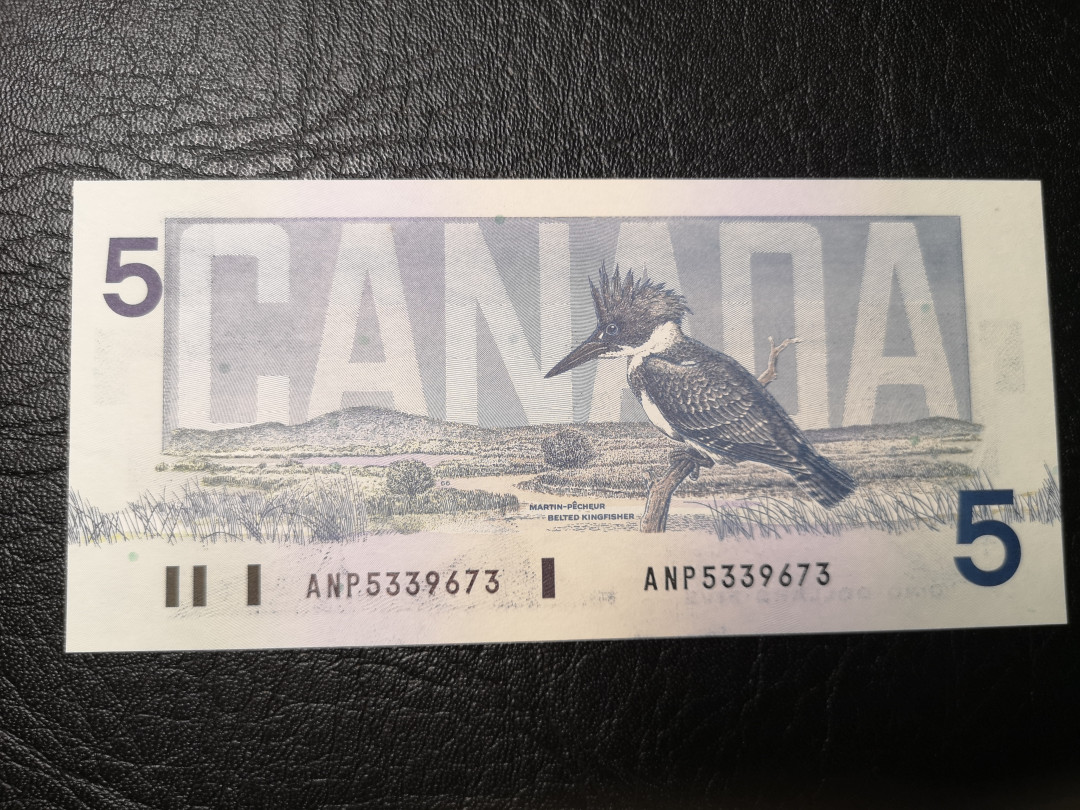 CANADA
5
MARTIN-PÊCHEUR
BELTED KINGFISHER
5
ANP5339673 ANP5339673